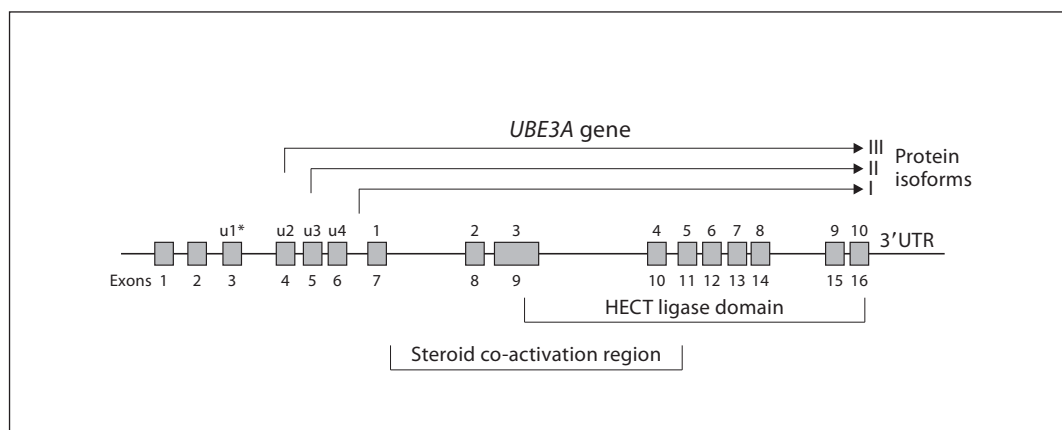 UBE3A gene
III
II
I
Protein
isoforms
u1* u2 u3 u4 1 2 3 4 5 6 7 8 9 10 3′UTR
Exons 1 2 3 4 5 6 7 8 9 10 11 12 13 14 15 16
HECT ligase domain
Steroid co-activation region